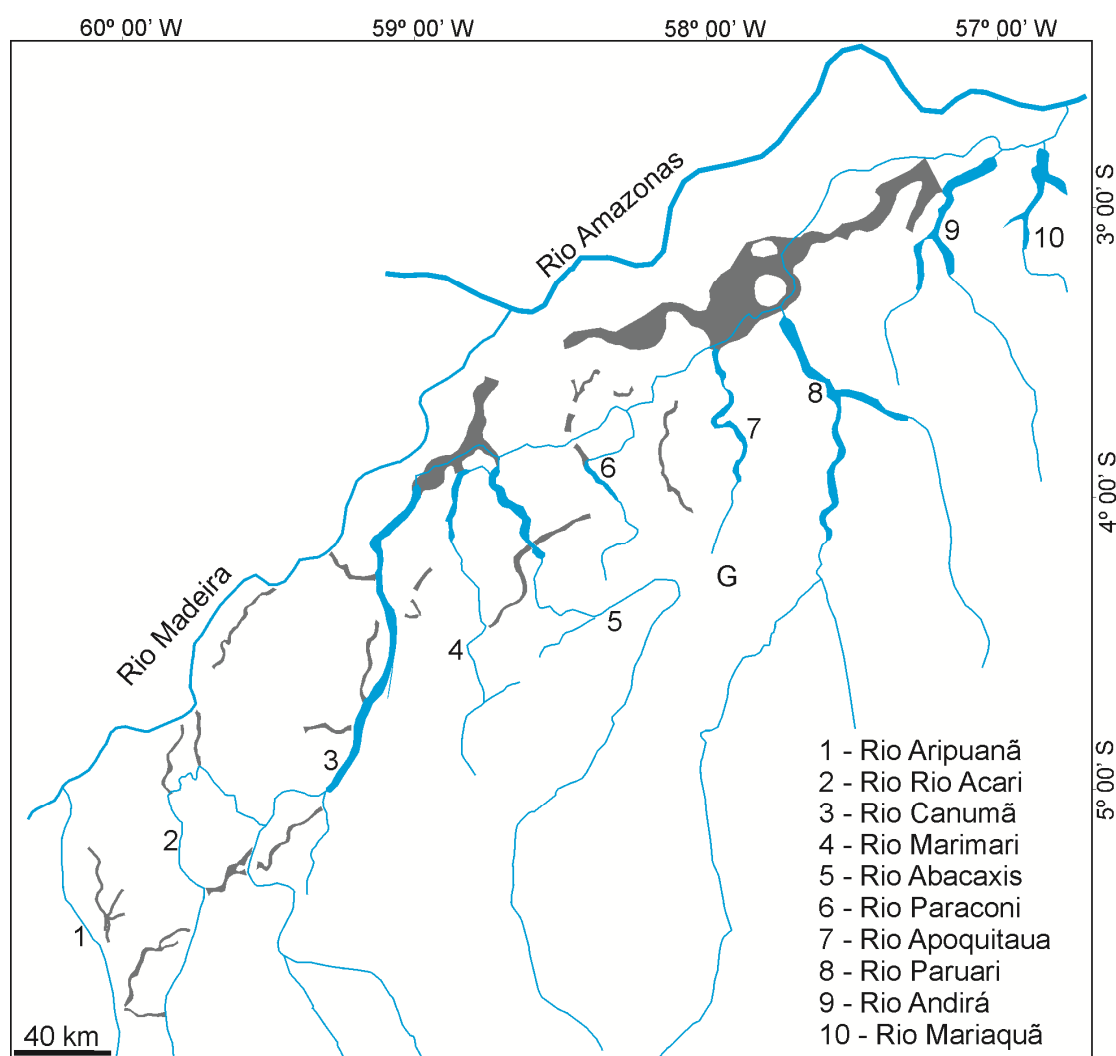 60º 00' W 59º 00' W 58º 00' W 57º 00' W
Rio Amazonas
3º 00' S
9
10
8
7
6
4º 00' S
G
Rio Madeira
5
4
3
5º 00' S
2
1
1 - Rio Aripuanã
2 - Rio Rio Acari
3 - Rio Canumã
4 - Rio Marimari
5 - Rio Abacaxis
6 - Rio Paraconi
7 - Rio Apoquitaua
8 - Rio Paruari
9 - Rio Andirá
10 - Rio Mariaquã
40 km